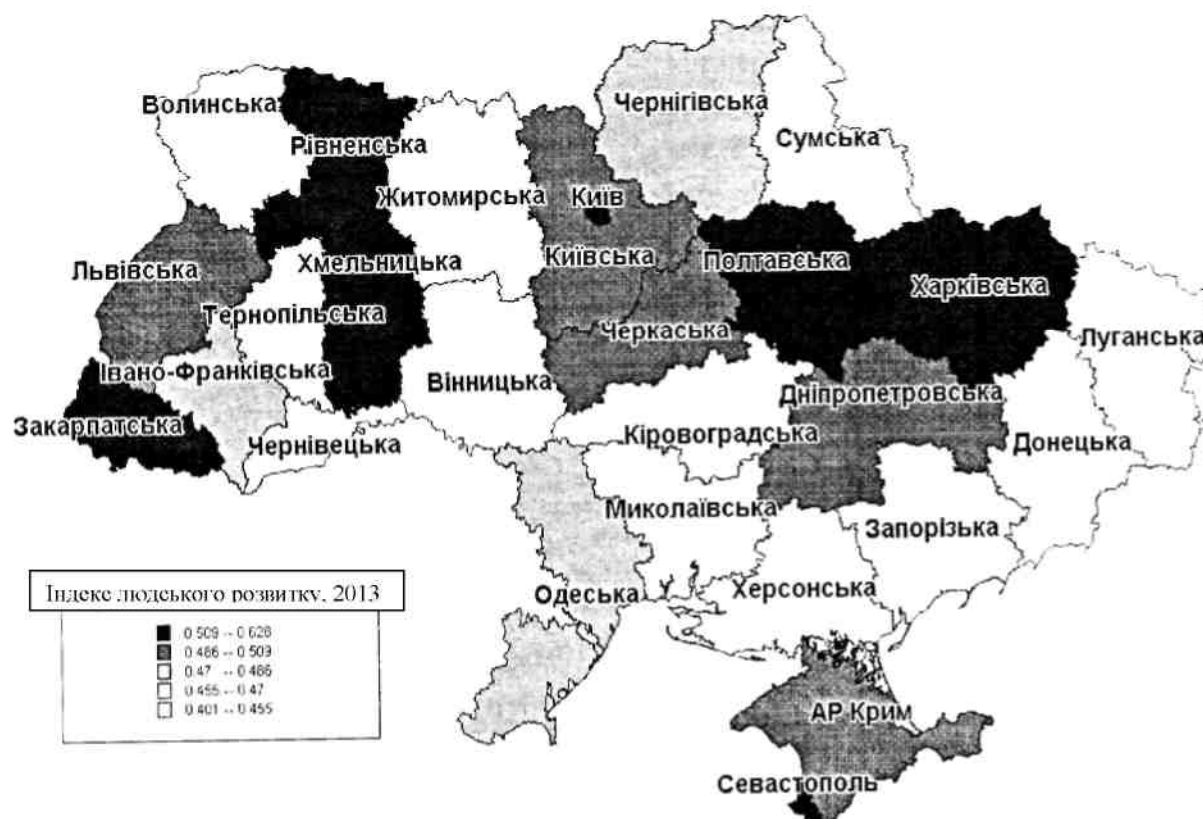 Волинська
Рівненська
Чернігівська
Сумська
Житомирська
Київ
Львівська
Хмельницька
Київська
Полтавська
Харківська
Тернопільська
Черкаська
Луганська
Івано-Франківська
Вінницька
Дніпропетровська
Закарпатська
Чернівецька
Кіровоградська
Донецька
Миколаївська
Запорізька
Одеська
Херсонська
Індекс людського розвитку, 2013
0.509 -- 0.628
0.486 -- 0.509
0.47 -- 0.486
0.455 -- 0.47
0.401 -- 0.455
АР Крим
Севастополь